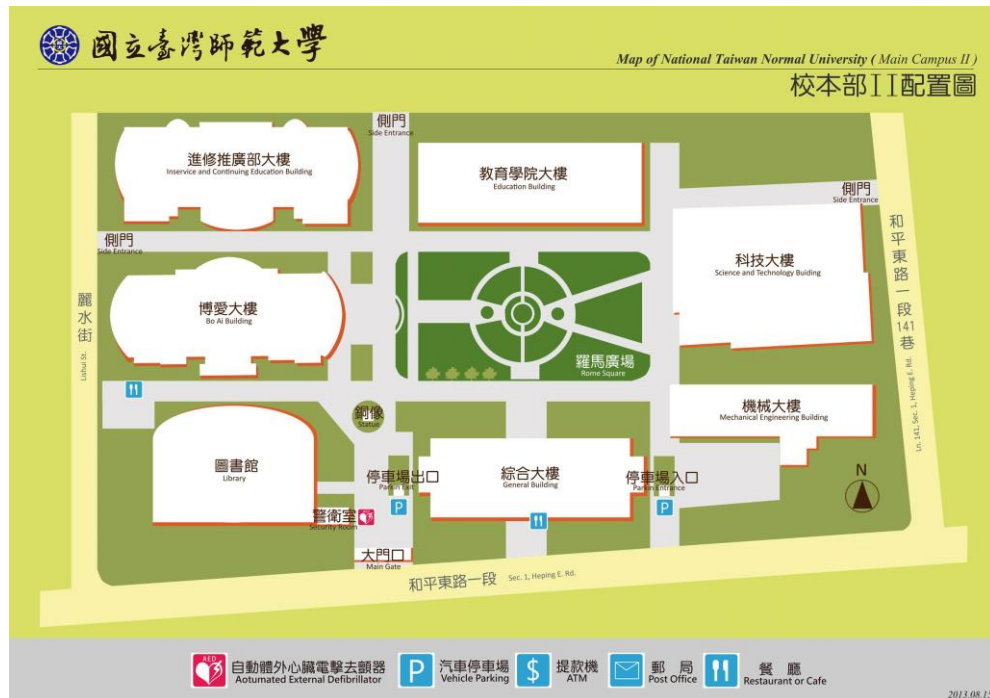 國立臺灣師範大學
Map of National Taiwan Normal University ( Main Campus II )
校本部II配置圖
側門
Side Entrance
進修推廣部大樓
Inservice and Continuing Education Building
教育學院大樓
Education Building
側門
Side Entrance
側門
Side Entrance
科技大樓
Science and Technology Buiding
和平東路一段141巷
Ln. 141, Sec. 1, Heping E. Rd.
麗水街
Lishui St.
博愛大樓
Bo Ai Building
羅馬廣場
Rome Square
銅像
Statue
機械大樓
Mechanical Engineering Building
圖書館
Library
停車場出口
Parkin Exit
P
綜合大樓
General Building
停車場入口
Parkin Entrance
P
N
警衛室
Security Room
大門口
Main Gate
和平東路一段 Sec. 1, Heping E. Rd.
AED
自動體外心臟電擊去顫器
Aotumated External Defibrillator
P
汽車停車場
Vehicle Parking
$
提款機
ATM
郵局
Post Office
餐廳
Restaurant or Cafe